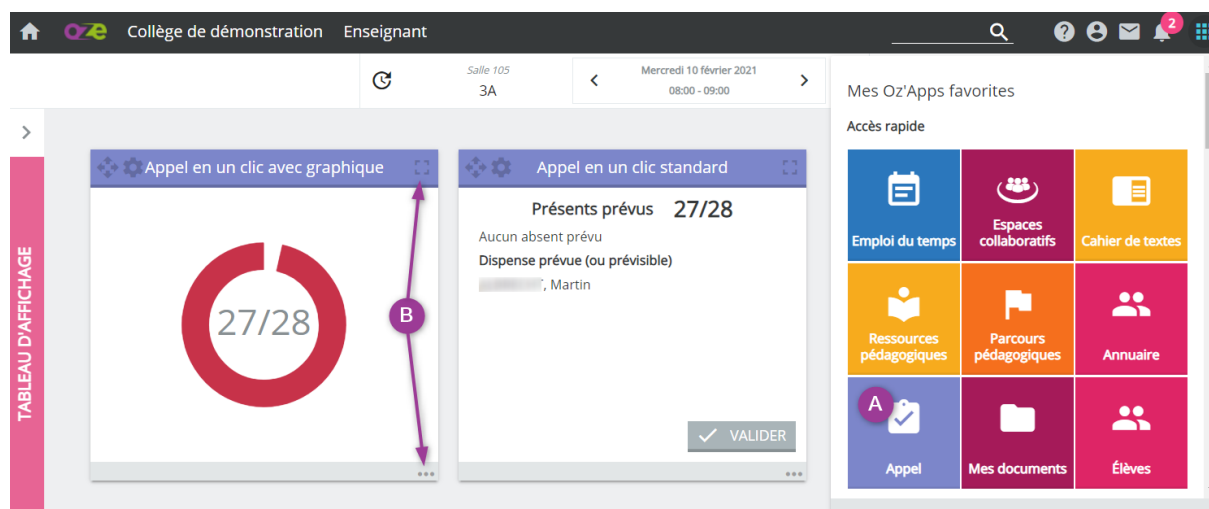 OZE Collège de démonstration Enseignant
2
Salle 105
3A
Mercredi 10 février 2021
08:00 - 09:00
TABLEAU D'AFFICHAGE
Appel en un clic avec graphique
27/28
B
Appel en un clic standard
Présents prévus 27/28
Aucun absent prévu
Dispense prévue (ou prévisible)
, Martin
VALIDER
Mes Oz'Apps favorites
Accès rapide
Emploi du temps
Espaces
collaboratifs
Cahier de textes
Ressources
pédagogiques
Parcours
pédagogiques
Annuaire
A
Appel
Mes documents
Élèves